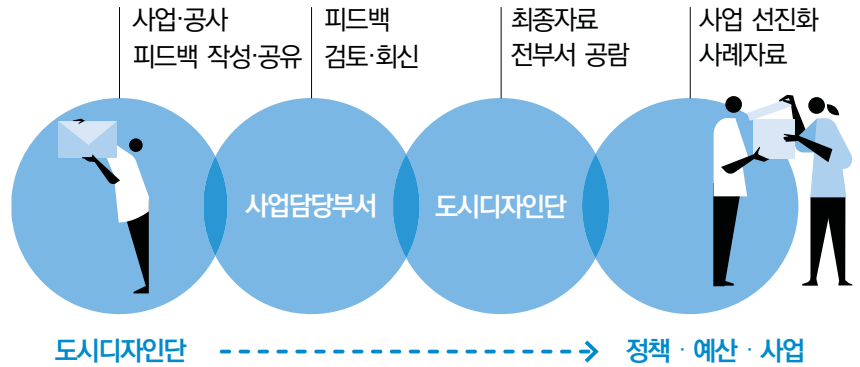 사업·공사
피드백 작성·공유
피드백
검토·회신
최종자료
전부서 공람
사업 선진화
사례자료
사업담당부서
도시디자인단
도시디자인단
정책 · 예산 · 사업